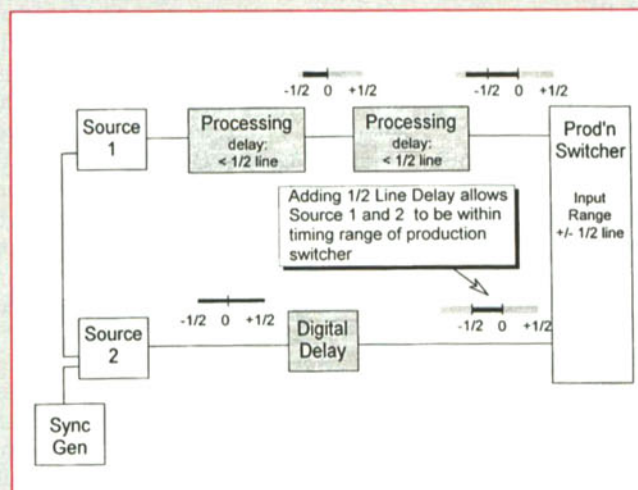 -1/2 0 +1/2
-1/2 0 +1/2
Source
1
Processing
delay:
< 1/2 line
Processing
delay:
< 1/2 line
Prod'n
Switcher
Input
Range
+/- 1/2 line
Adding 1/2 Line Delay allows
Source 1 and 2 to be within
timing range of production
switcher
-1/2 0 +1/2
-1/2 0 +1/2
Source
2
Digital
Delay
Sync
Gen